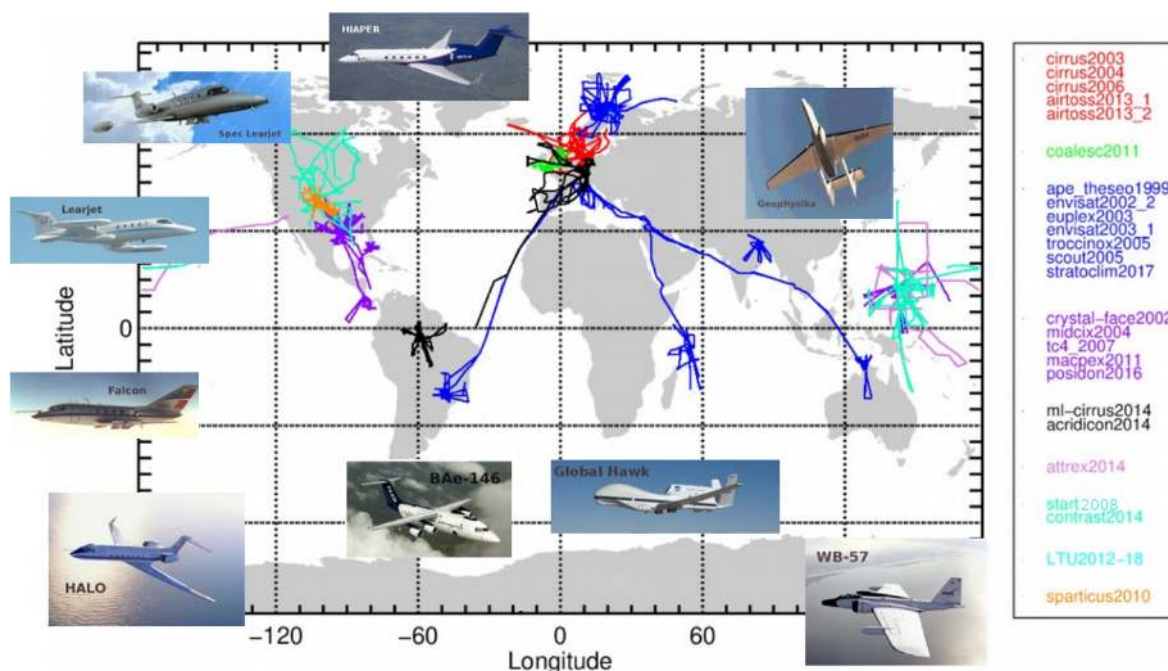 HIAPER
Spec Learjet
Learjet
Geophysika
Falcon
BAe-146
Global Hawk
HALO
WB-57
Latitude
0
−120
−60
0
60
Longitude
cirrus2003
cirrus2004
cirrus2006
airtoss2013_1
airtoss2013_2
coalesc2011
ape_theseo1999
envisat2002_2
euplex2003
envisat2003_1
troccinox2005
scout2005
stratoclim2017
crystal-face2002
midcix2004
tc4_2007
macpex2011
posidon2016
ml-cirrus2014
acridicon2014
attrex2014
start2008
contrast2014
LTU2012-18
sparticus2010